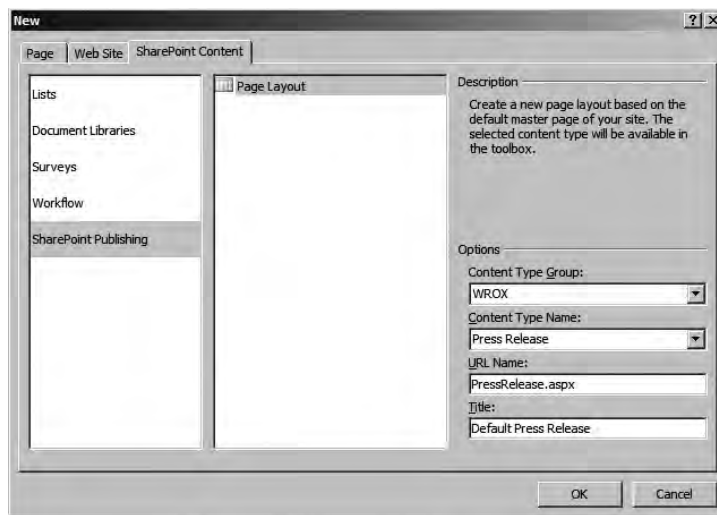 New
Page
Web Site
SharePoint Content
Lists
Document Libraries
Surveys
Workflow
SharePoint Publishing
Page Layout
Description
Create a new page layout based on the
default master page of your site. The
selected content type will be available in
the toolbox.
Options
Content Type Group:
WROX
Content Type Name:
Press Release
URL Name:
PressRelease.aspx
Title:
Default Press Release
OK
Cancel